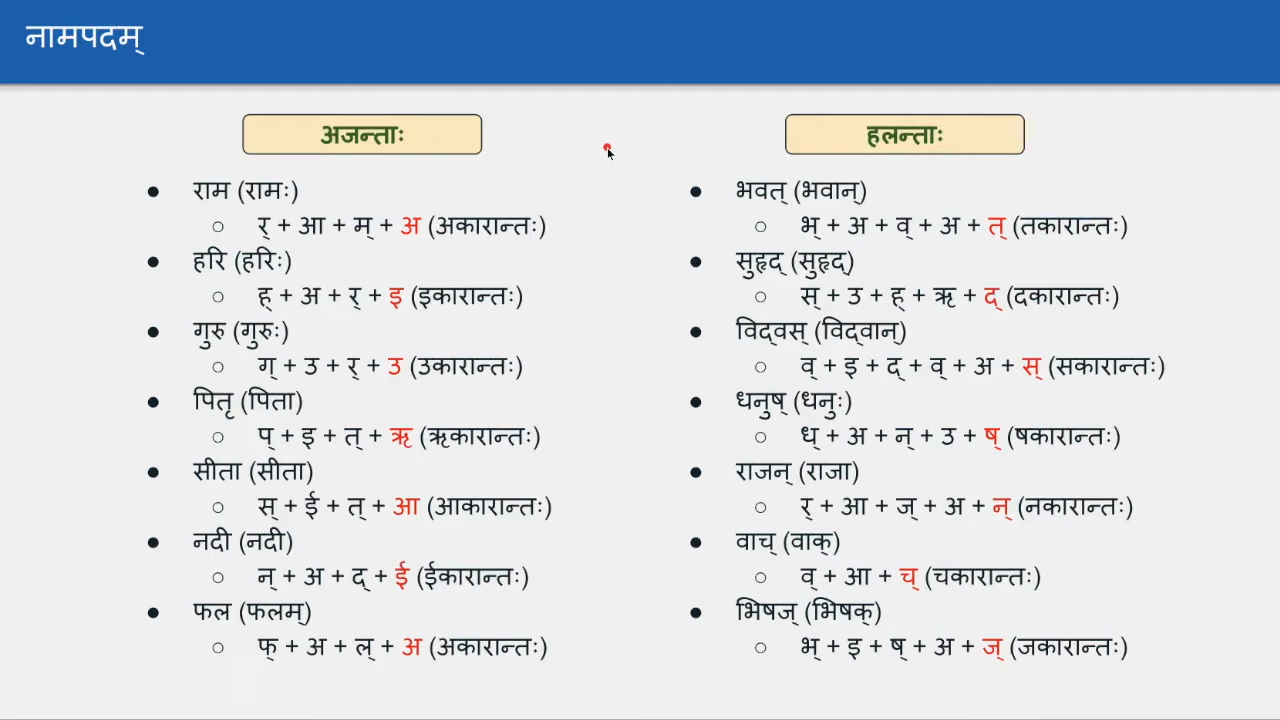 नामपदम्
अजन्ताः
राम (रामः)
र् + आ + म् + अ (अकारान्तः)
हरि (हरिः)
ह् + अ + र् + इ (इकारान्तः)
गुरु (गुरुः)
ग् + उ + र् + उ (उकारान्तः)
पितृ (पिता)
प् + इ + त् + ऋ (ऋकारान्तः)
सीता (सीता)
स् + ई + त् + आ (आकारान्तः)
नदी (नदी)
न् + अ + द् + ई (ईकारान्तः)
फल (फलम्)
फ् + अ + ल् + अ (अकारान्तः)
हलन्ताः
भवत् (भवान्)
भ् + अ + व् + अ + त् (तकारान्तः)
सुहृद् (सुहृद्)
स् + उ + ह् + ऋ + द् (दकारान्तः)
विद्वस् (विद्वान्)
व् + इ + द् + व् + अ + स् (सकारान्तः)
धनुष् (धनुः)
ध् + अ + न् + उ + ष् (षकारान्तः)
राजन् (राजा)
र् + आ + ज् + अ + न् (नकारान्तः)
वाच् (वाक्)
व् + आ + च् (चकारान्तः)
भिषज् (भिषक्)
भ् + इ + ष् + अ + ज् (जकारान्तः)